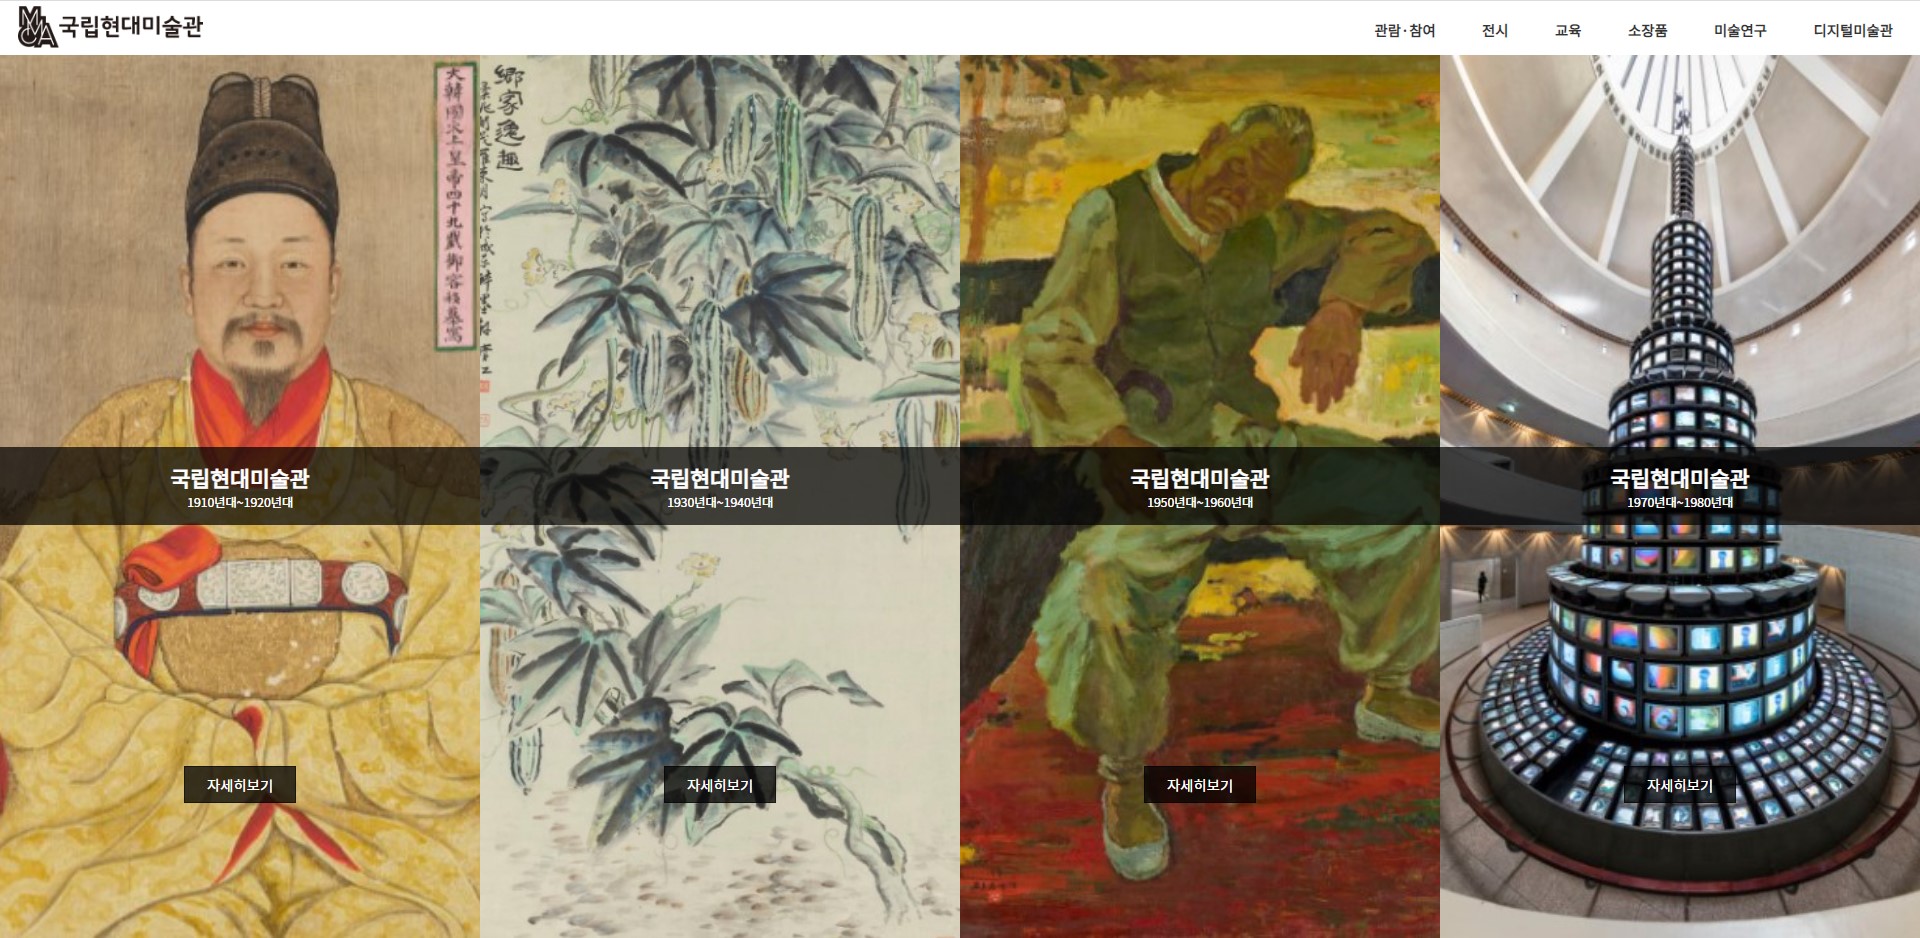 MMCA 국립현대미술관
관람·참여 전시 교육 소장품 미술연구 디지털미술관
大韓國太上皇帝四十九歲御容模摹寫
鄕家逸趣
국립현대미술관
1910년대~1920년대
국립현대미술관
1930년대~1940년대
국립현대미술관
1950년대~1960년대
국립현대미술관
1970년대~1980년대
자세히보기
자세히보기
자세히보기
자세히보기